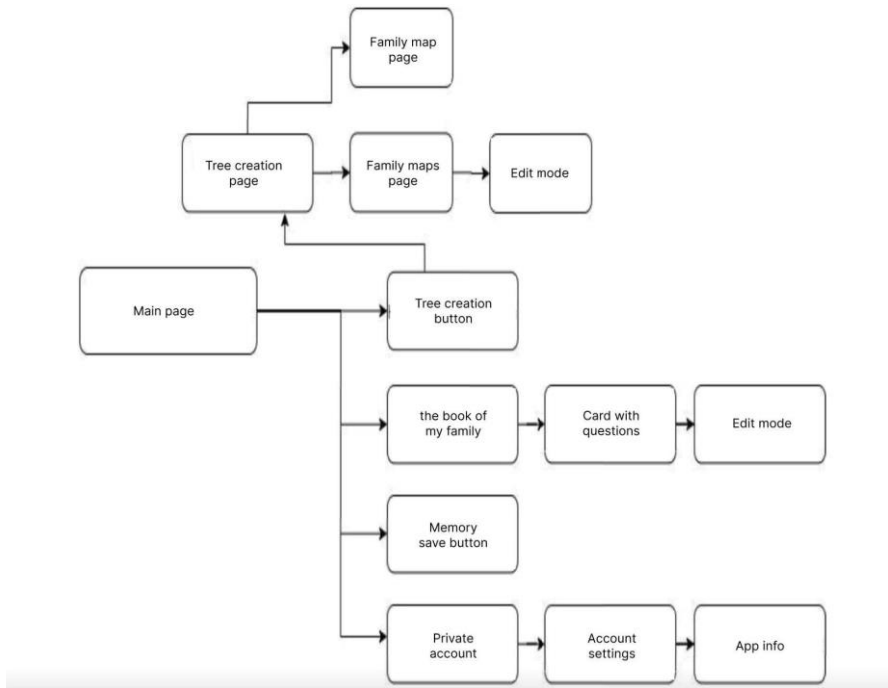 Family map
page
Tree creation
page
Family maps
page
Edit mode
Main page
Tree creation
button
the book of
my family
Card with
questions
Edit mode
Memory
save button
Private
account
Account
settings
App info